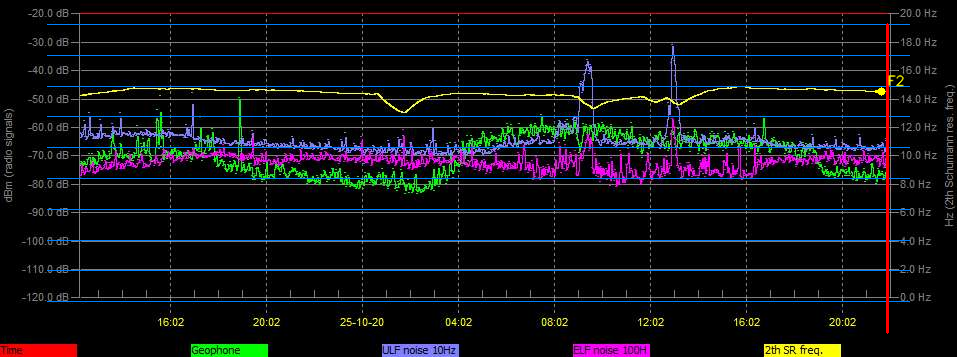 -20.0 dB 20.0 Hz
-30.0 dB 18.0 Hz
-40.0 dB 16.0 Hz
F2
-50.0 dB 14.0 Hz
-60.0 dB 12.0 Hz
-70.0 dB 10.0 Hz
-80.0 dB 8.0 Hz
-90.0 dB 6.0 Hz
-100.0 dB 4.0 Hz
-110.0 dB 2.0 Hz
-120.0 dB 0.0 Hz
dBm (radio signals)
Hz (2th Schumann res. freq.)
16:02 20:02 25-10-20 04:02 08:02 12:02 16:02 20:02
Time Geophone ULF noise 10Hz ELF noise 100H 2th SR freq.